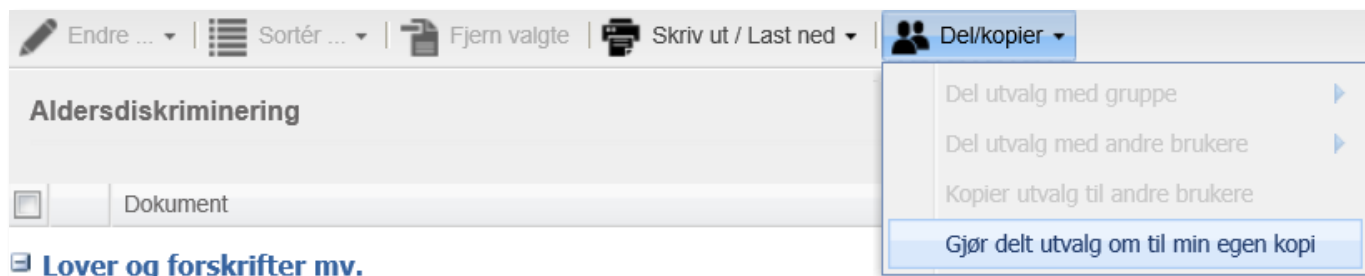 Endre ... Sortér ... Fjern valgte Skriv ut / Last ned Del/kopier
Aldersdiskriminering
Dokument
Lover og forskrifter mv.
Del utvalg med gruppe
Del utvalg med andre brukere
Kopier utvalg til andre brukere
Gjør delt utvalg om til min egen kopi